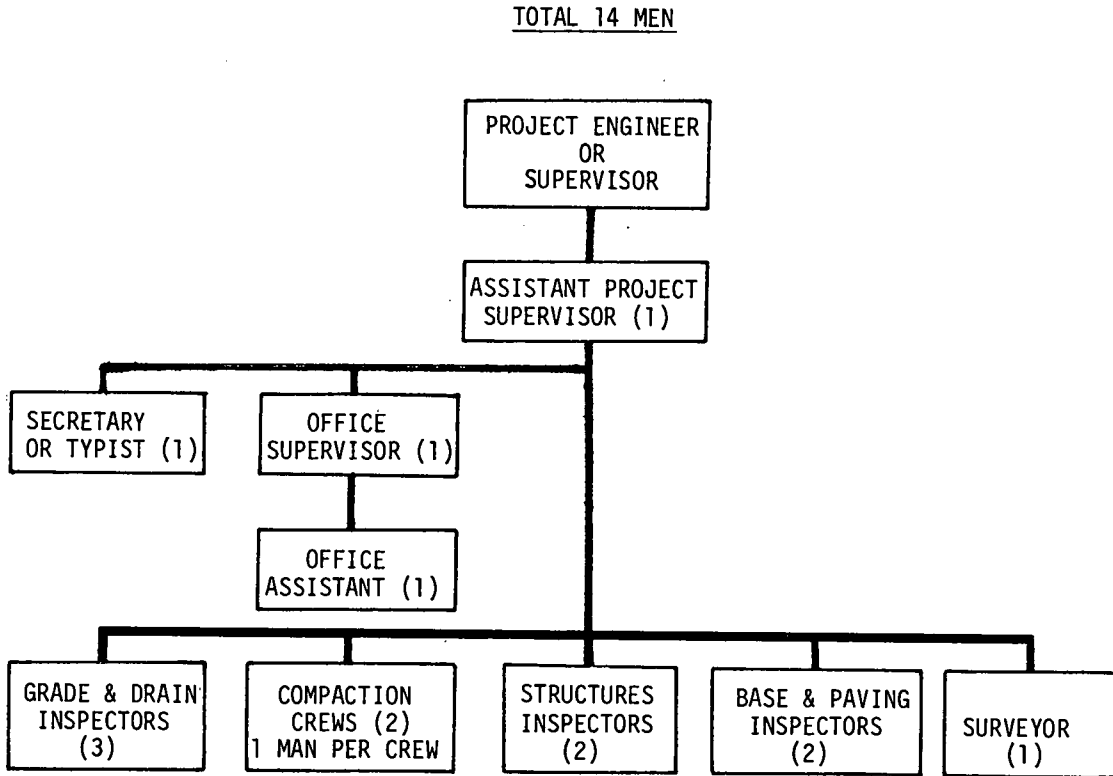 TOTAL 14 MEN
PROJECT ENGINEER
OR
SUPERVISOR
ASSISTANT PROJECT
SUPERVISOR (1)
SECRETARY
OR TYPIST (1)
OFFICE
SUPERVISOR (1)
OFFICE
ASSISTANT (1)
GRADE & DRAIN
INSPECTORS
(3)
COMPACTION
CREWS (2)
1 MAN PER CREW
STRUCTURES
INSPECTORS
(2)
BASE & PAVING
INSPECTORS
(2)
SURVEYOR
(1)